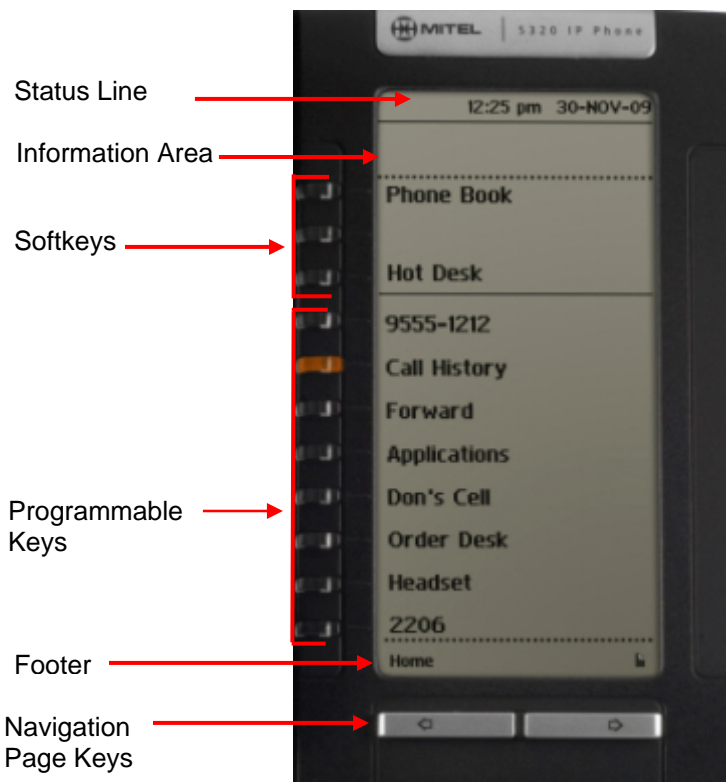 MITEL 5320 IP Phone
Status Line
12:25 pm 30-NOV-09
Information Area
Phone Book
Softkeys
Hot Desk
9555-1212
Call History
Forward
Applications
Don's Cell
Programmable
Keys
Order Desk
Headset
2206
Footer
Home
Navigation
Page Keys